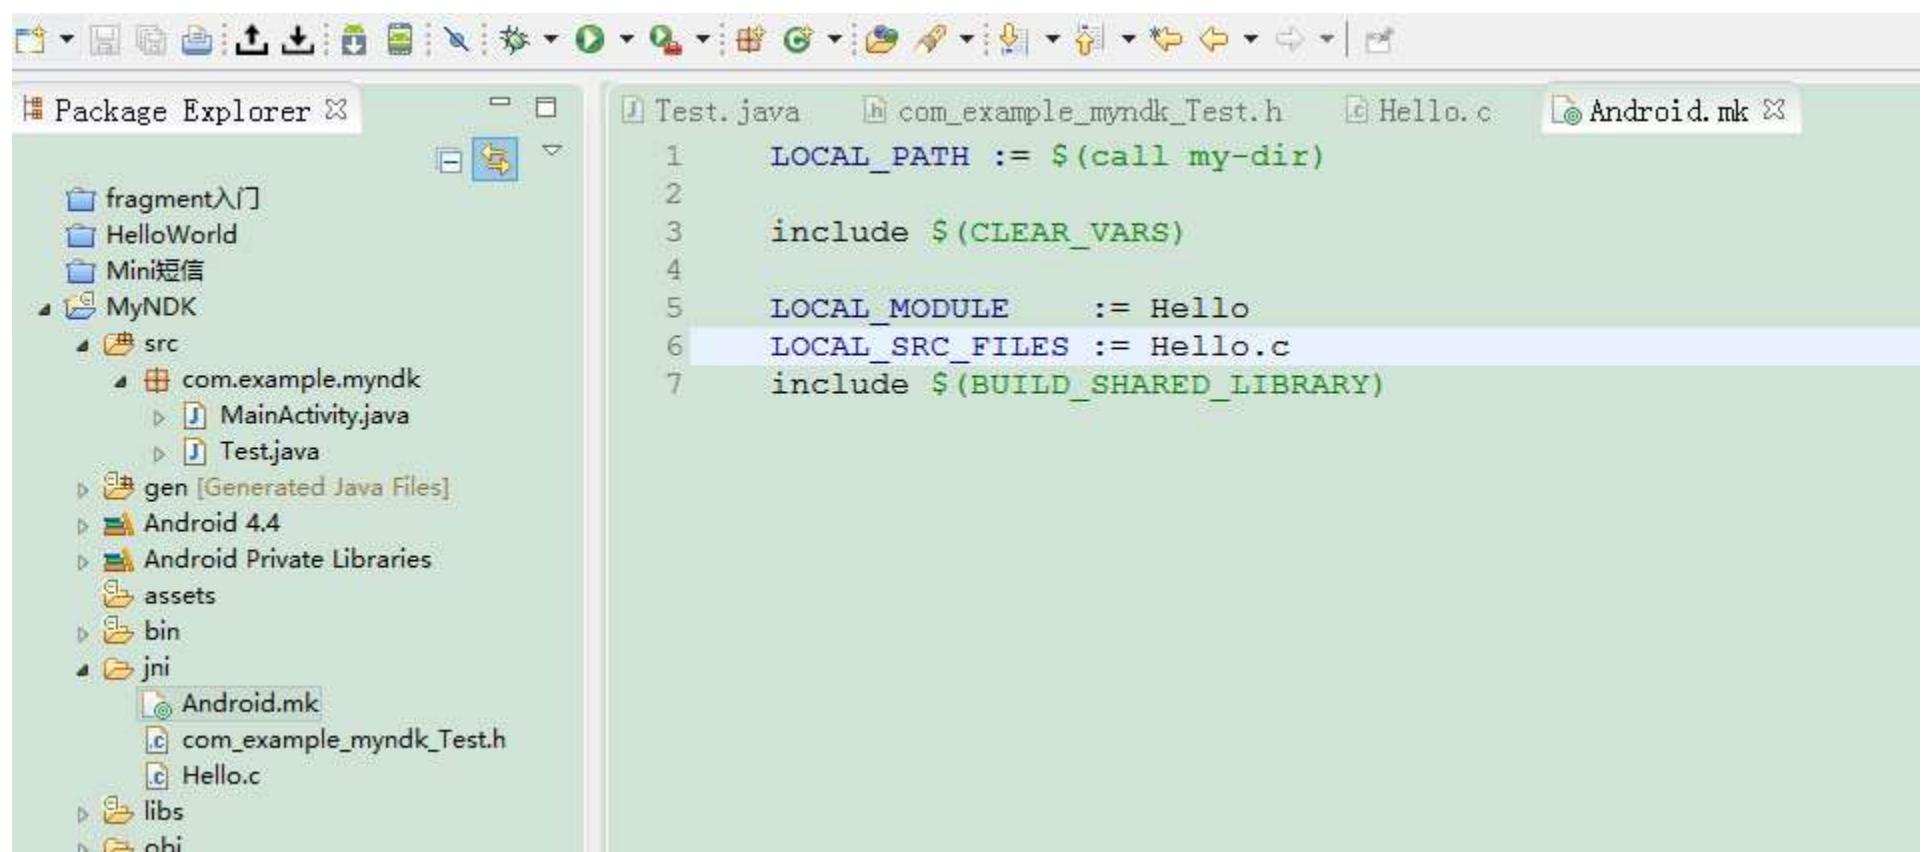 Package Explorer
fragment入门
HelloWorld
Mini短信
MyNDK
src
com.example.myndk
MainActivity.java
Test.java
gen [Generated Java Files]
Android 4.4
Android Private Libraries
assets
bin
jni
Android.mk
com_example_myndk_Test.h
Hello.c
libs
obj
Test.java com_example_myndk_Test.h Hello.c Android.mk
1 LOCAL_PATH := $(call my-dir)
2
3 include $(CLEAR_VARS)
4
5 LOCAL_MODULE := Hello
6 LOCAL_SRC_FILES := Hello.c
7 include $(BUILD_SHARED_LIBRARY)